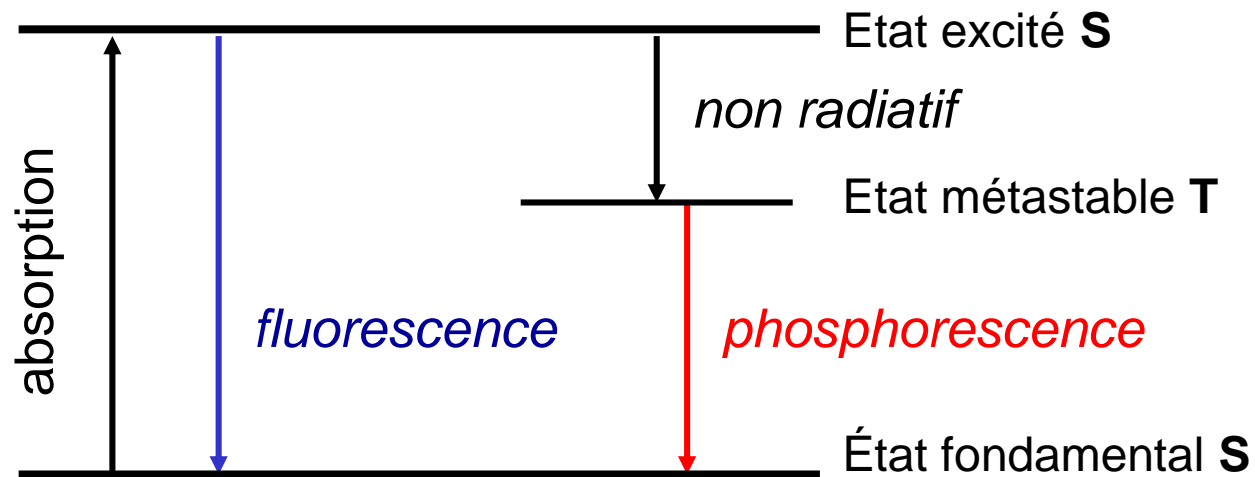 Etat excité S
non radiatif
Etat métastable T
absorption
fluorescence
phosphorescence
État fondamental S